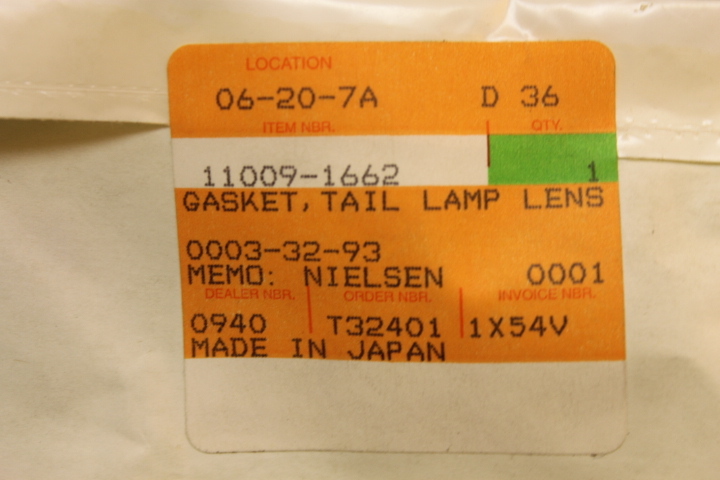 LOCATION
06-20-7A D 36
ITEM NBR. QTY.
11009-1662 1
GASKET, TAIL LAMP LENS
0003-32-93
MEMO: NIELSEN 0001
DEALER NBR. ORDER NBR. INVOICE NBR.
0940 T32401 1X54V
MADE IN JAPAN